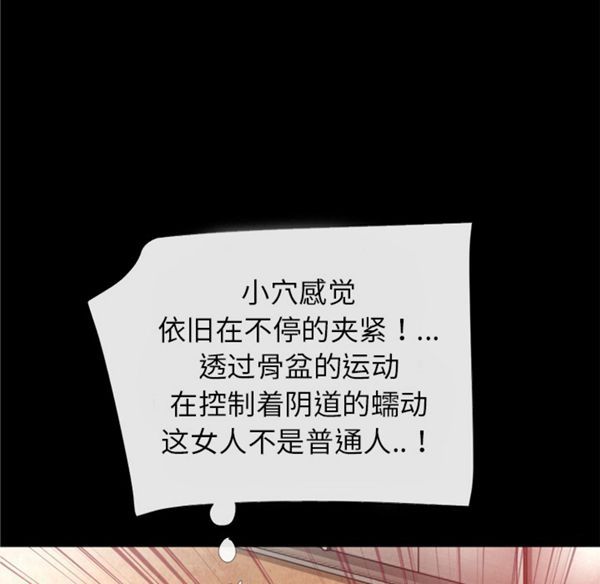 小穴感觉
依旧在不停的夹紧！...
透过骨盆的运动
在控制着阴道的蠕动
这女人不是普通人..！